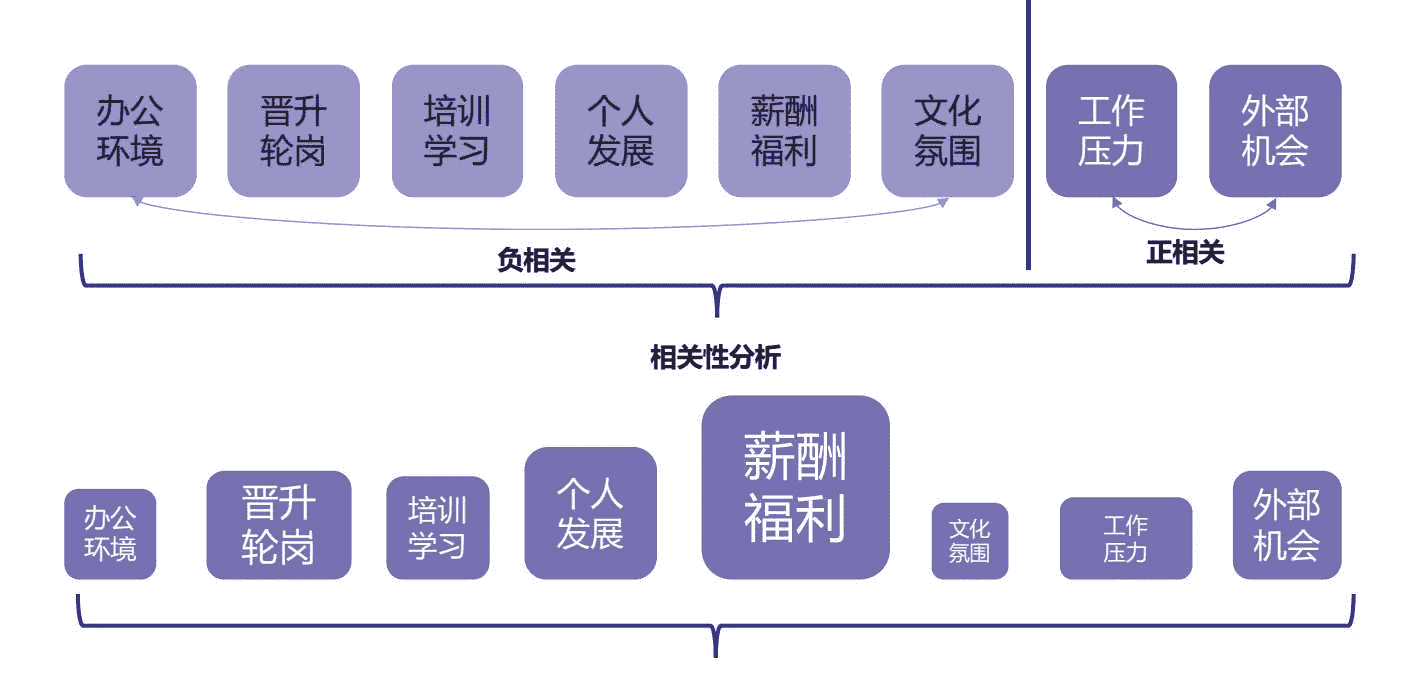 办公
环境
晋升
轮岗
培训
学习
个人
发展
薪酬
福利
文化
氛围
工作
压力
外部
机会
负相关
正相关
相关性分析
办公
环境
晋升
轮岗
培训
学习
个人
发展
薪酬
福利
文化
氛围
工作
压力
外部
机会